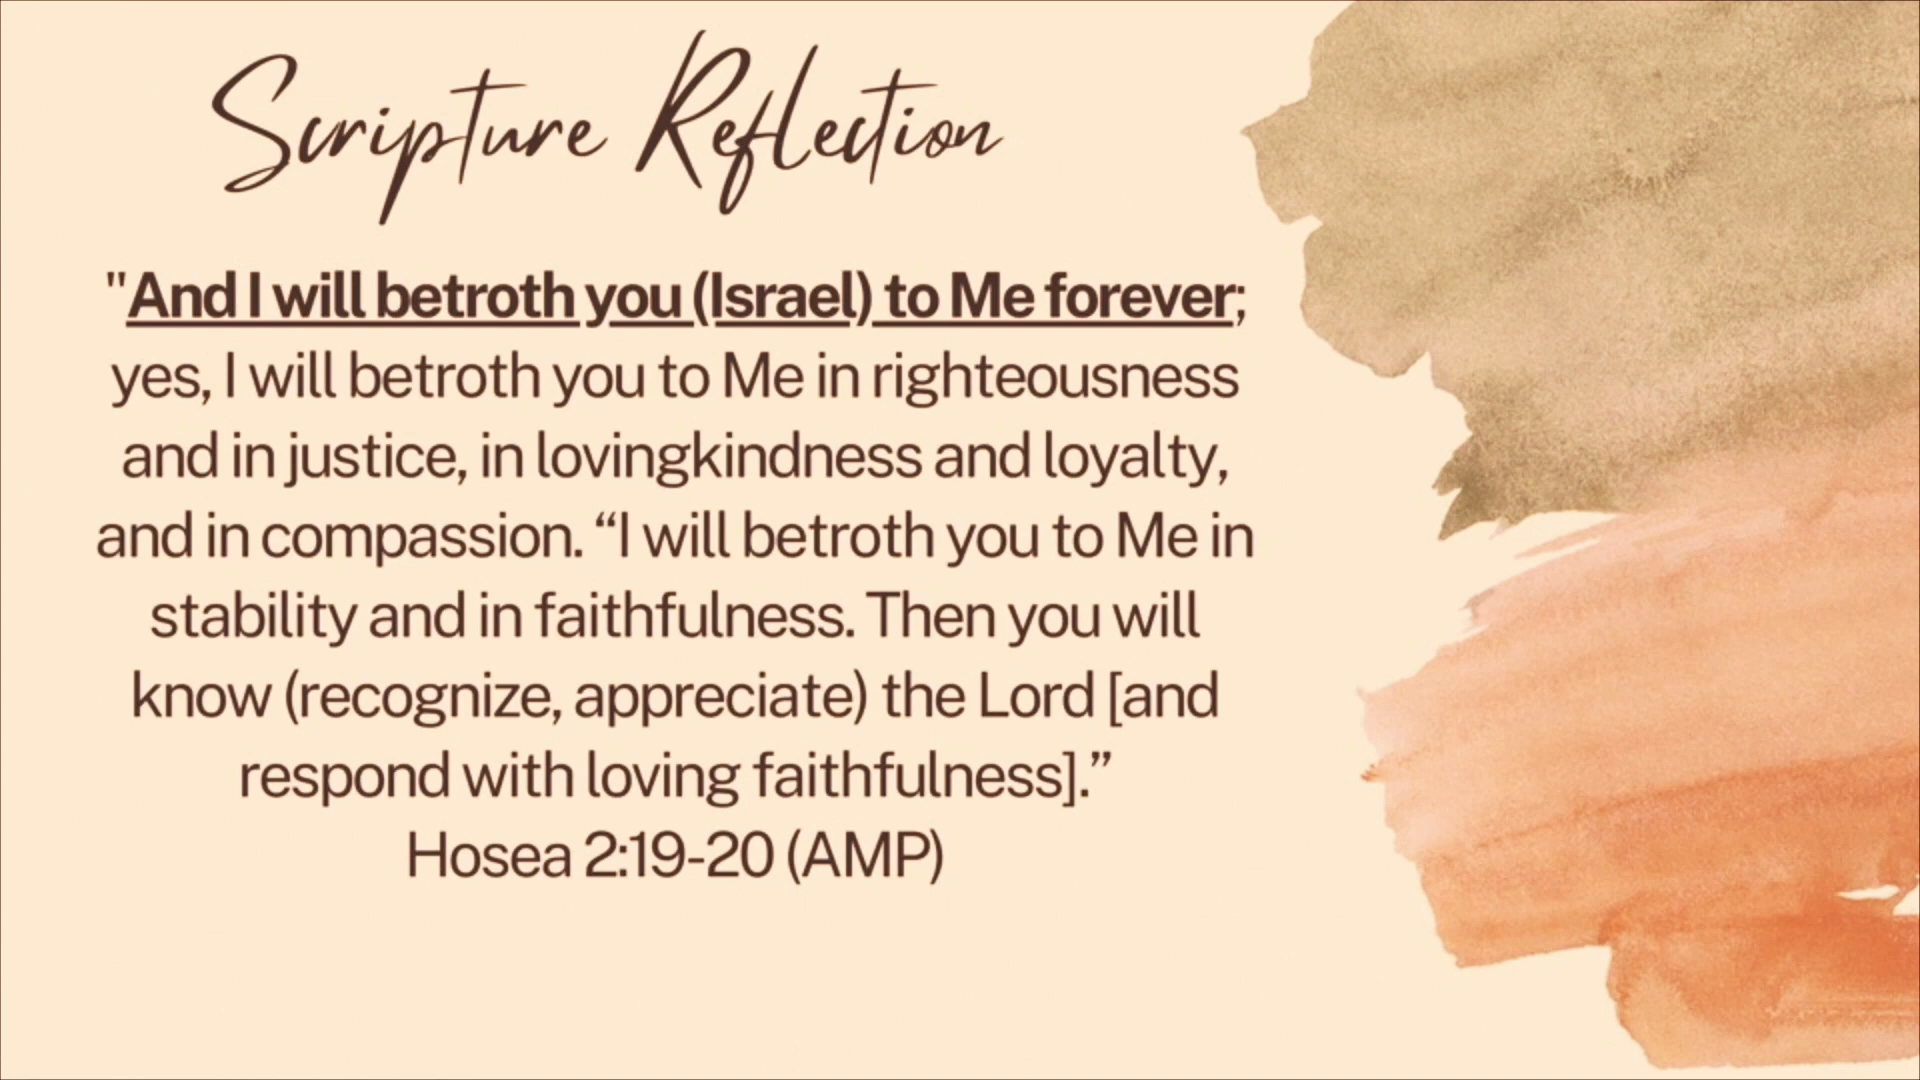 Scripture Reflection
"And I will betroth you (Israel) to Me forever;
yes, I will betroth you to Me in righteousness
and in justice, in lovingkindness and loyalty,
and in compassion. “I will betroth you to Me in
stability and in faithfulness. Then you will
know (recognize, appreciate) the Lord [and
respond with loving faithfulness].”
Hosea 2:19-20 (AMP)